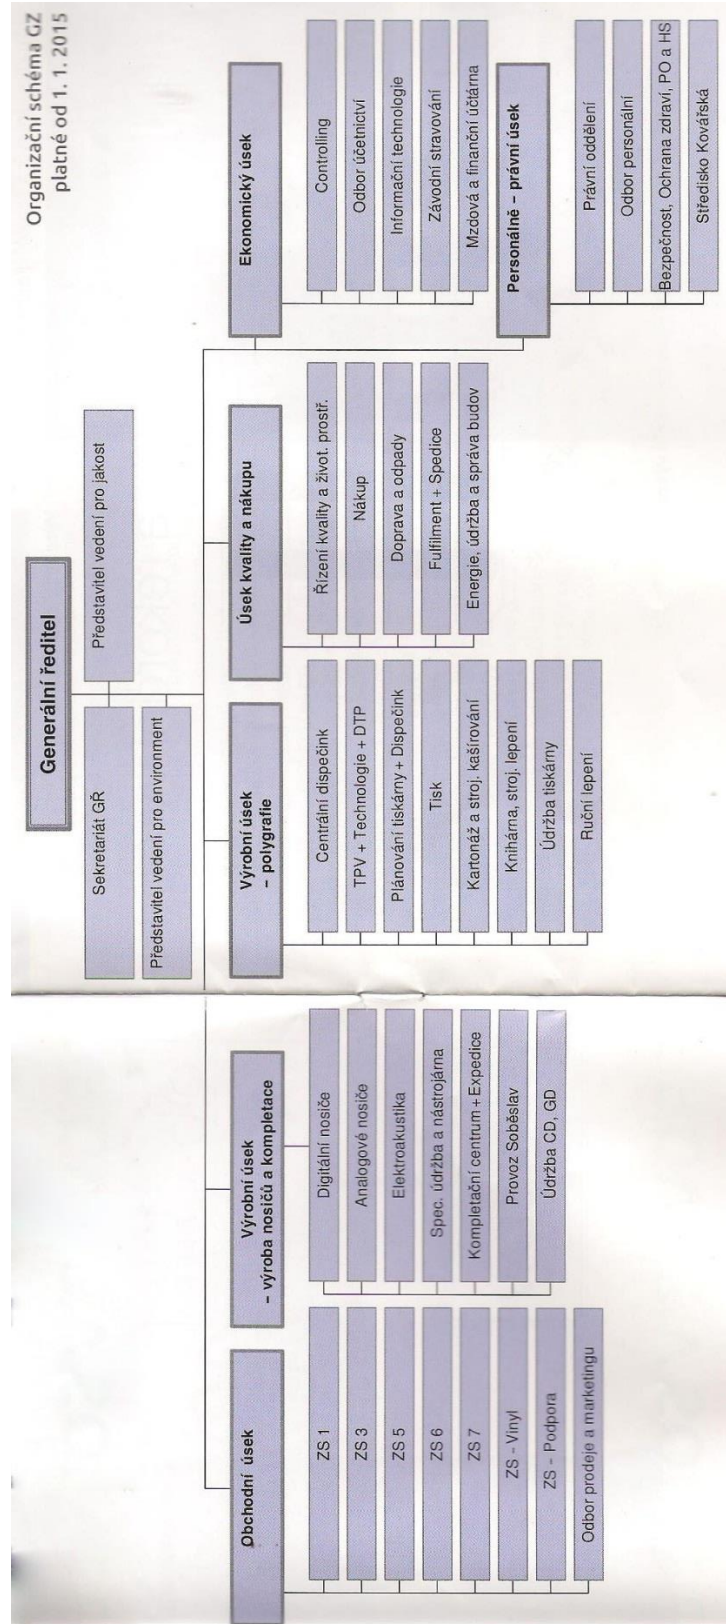 Organizační schéma GZ
platné od 1. 1. 2015
Generální ředitel
Sekretariát GŘ
Představitel vedení pro jakost
Představitel vedení pro environment
Obchodní úsek
ZS 1
ZS 3
ZS 5
ZS 6
ZS 7
ZS – Vinyl
ZS – Podpora
Odbor prodeje a marketingu
Výrobní úsek
– výroba nosičů a kompletace
Digitální nosiče
Analogové nosiče
Elektroakustika
Spec. údržba a nástrojárna
Kompletační centrum + Expedice
Provoz Soběslav
Údržba CD, GD
Výrobní úsek
– polygrafie
Centrální dispečink
TPV + Technologie + DTP
Plánování tiskárny + Dispečink
Tisk
Kartonáž a stroj. kašírování
Knihárna, stroj. lepení
Údržba tiskárny
Ruční lepení
Úsek kvality a nákupu
Řízení kvality a život. prostř.
Nákup
Doprava a odpady
Fulfilment + Spedice
Energie, údržba a správa budov
Ekonomický úsek
Controlling
Odbor účetnictví
Informační technologie
Závodní stravování
Mzdová a finanční účtárna
Personálně – právní úsek
Právní oddělení
Odbor personální
Bezpečnost, Ochrana zdraví, PO a HS
Středisko Kovářská